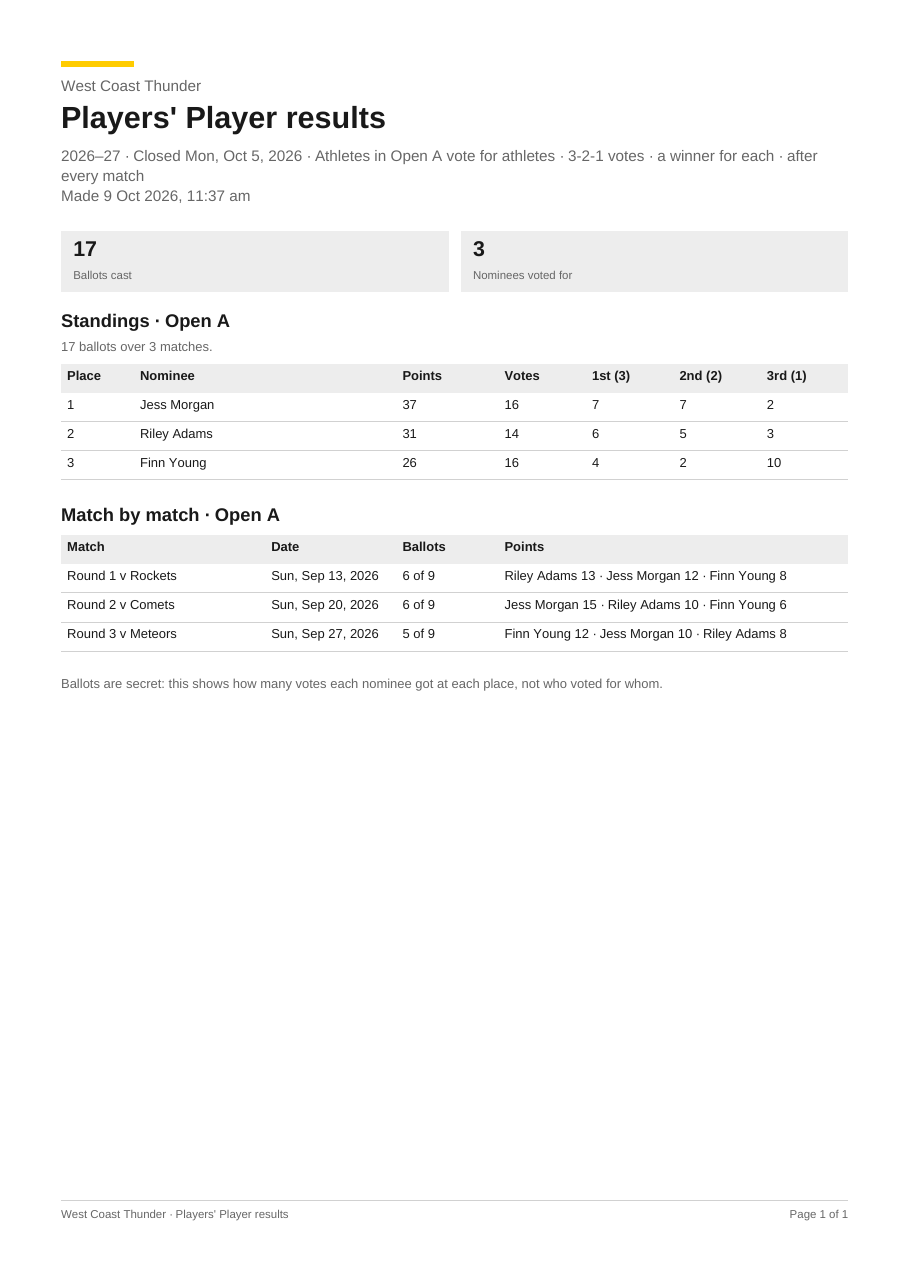 West Coast Thunder
Players' Player results
2026–27 · Closed Mon, Oct 5, 2026 · Athletes in Open A vote for athletes · 3-2-1 votes · a winner for each · after
every match
Made 9 Oct 2026, 11:37 am
17
Ballots cast
3
Nominees voted for
Standings · Open A
17 ballots over 3 matches.
Place Nominee Points Votes 1st (3) 2nd (2) 3rd (1)
1 Jess Morgan 37 16 7 7 2
2 Riley Adams 31 14 6 5 3
3 Finn Young 26 16 4 2 10
Match by match · Open A
Match Date Ballots Points
Round 1 v Rockets Sun, Sep 13, 2026 6 of 9 Riley Adams 13 · Jess Morgan 12 · Finn Young 8
Round 2 v Comets Sun, Sep 20, 2026 6 of 9 Jess Morgan 15 · Riley Adams 10 · Finn Young 6
Round 3 v Meteors Sun, Sep 27, 2026 5 of 9 Finn Young 12 · Jess Morgan 10 · Riley Adams 8
Ballots are secret: this shows how many votes each nominee got at each place, not who voted for whom.
West Coast Thunder · Players' Player results Page 1 of 1